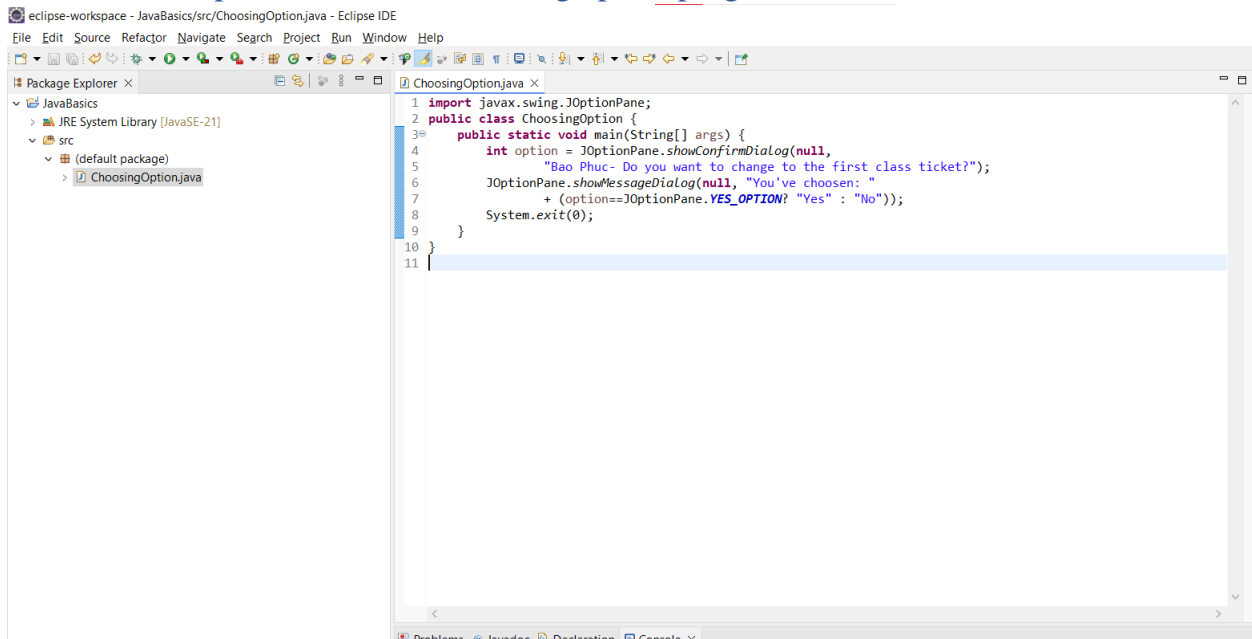 eclipse-workspace - JavaBasics/src/ChoosingOption.java - Eclipse IDE
File Edit Source Refactor Navigate Search Project Run Window Help
Package Explorer
JavaBasics
JRE System Library [JavaSE-21]
src
(default package)
ChoosingOption.java
ChoosingOption.java
1 import javax.swing.JOptionPane;
2 public class ChoosingOption {
3 public static void main(String[] args) {
4 int option = JOptionPane.showConfirmDialog(null,
5 "Bao Phuc- Do you want to change to the first class ticket?");
6 JOptionPane.showMessageDialog(null, "You've choosen: "
7 + (option==JOptionPane.YES_OPTION? "Yes" : "No"));
8 System.exit(0);
9 }
10 }
11
Problems Javadoc Declaration Console